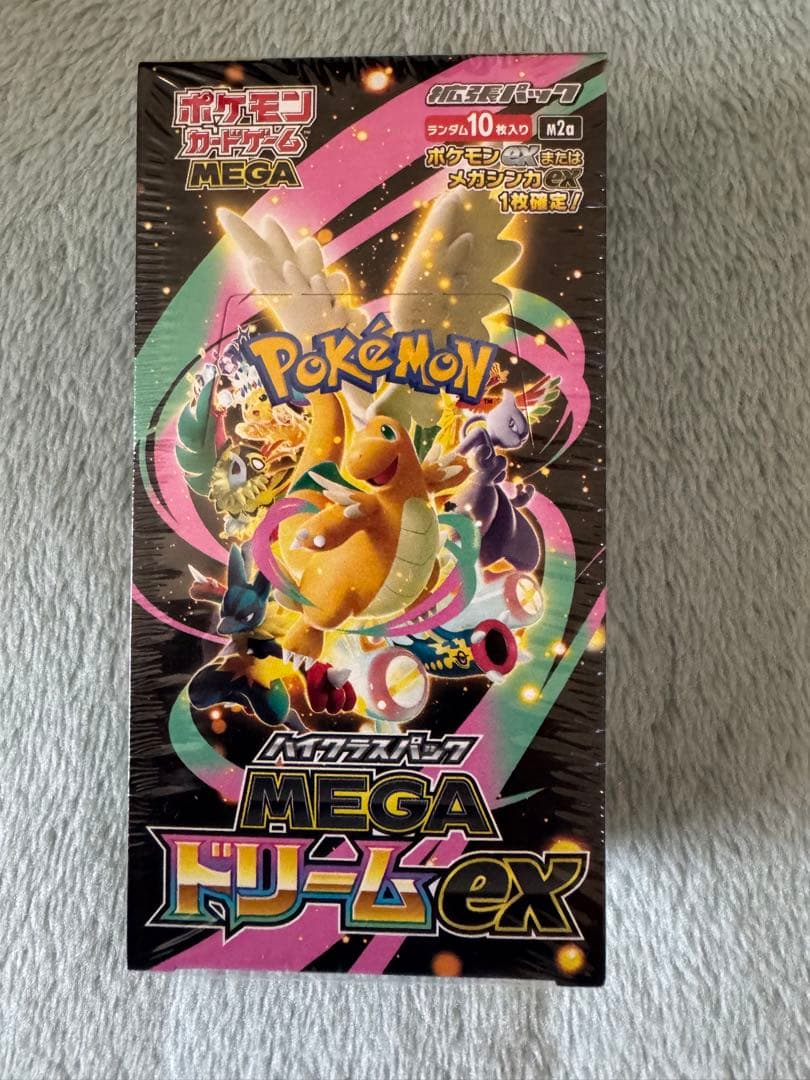 ポケモン
カードゲーム
MEGA
拡張パック
ランダム10枚入り M2a
ポケモンexまたは
メガシンカex
1枚確定!
POKéMON
TM
ハイクラスパック
MEGA
ドリームex